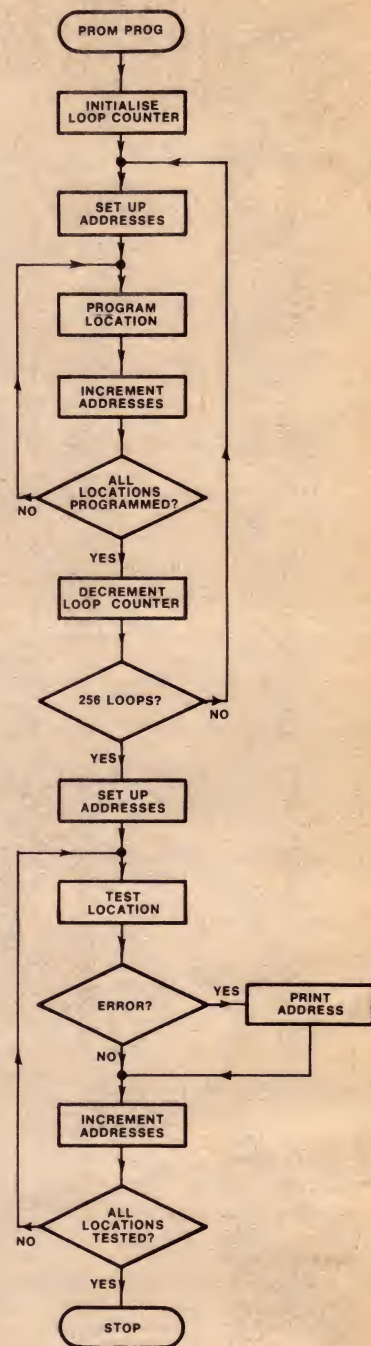 PROM PROG
INITIALISE
LOOP COUNTER
SET UP
ADDRESSES
PROGRAM
LOCATION
INCREMENT
ADDRESSES
ALL
LOCATIONS
PROGRAMMED?
NO
YES
DECREMENT
LOOP COUNTER
256 LOOPS?
NO
YES
SET UP
ADDRESSES
TEST
LOCATION
ERROR?
YES
PRINT
ADDRESS
NO
INCREMENT
ADDRESSES
ALL
LOCATIONS
TESTED?
NO
YES
STOP